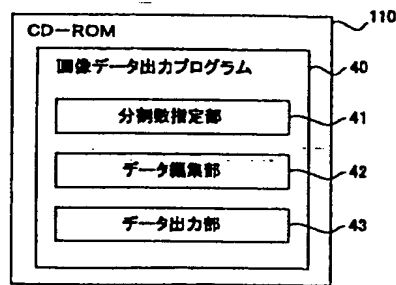 CD-ROM
110
画像データ出力プログラム
40
分割数指定部
41
データ編集部
42
データ出力部
43